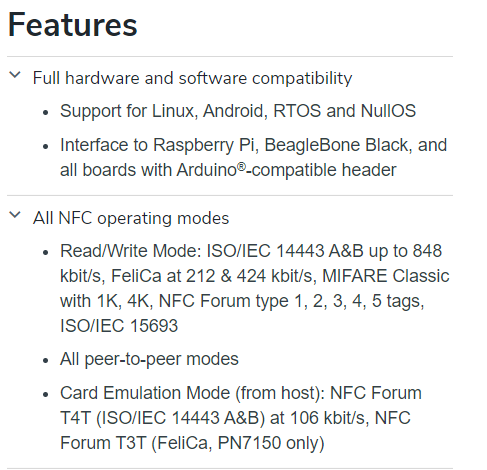 Features
Full hardware and software compatibility
• Support for Linux, Android, RTOS and NullOS
• Interface to Raspberry Pi, BeagleBone Black, and
all boards with Arduino®-compatible header
All NFC operating modes
• Read/Write Mode: ISO/IEC 14443 A&B up to 848
kbit/s, FeliCa at 212 & 424 kbit/s, MIFARE Classic
with 1K, 4K, NFC Forum type 1, 2, 3, 4, 5 tags,
ISO/IEC 15693
• All peer-to-peer modes
• Card Emulation Mode (from host): NFC Forum
T4T (ISO/IEC 14443 A&B) at 106 kbit/s, NFC
Forum T3T (FeliCa, PN7150 only)